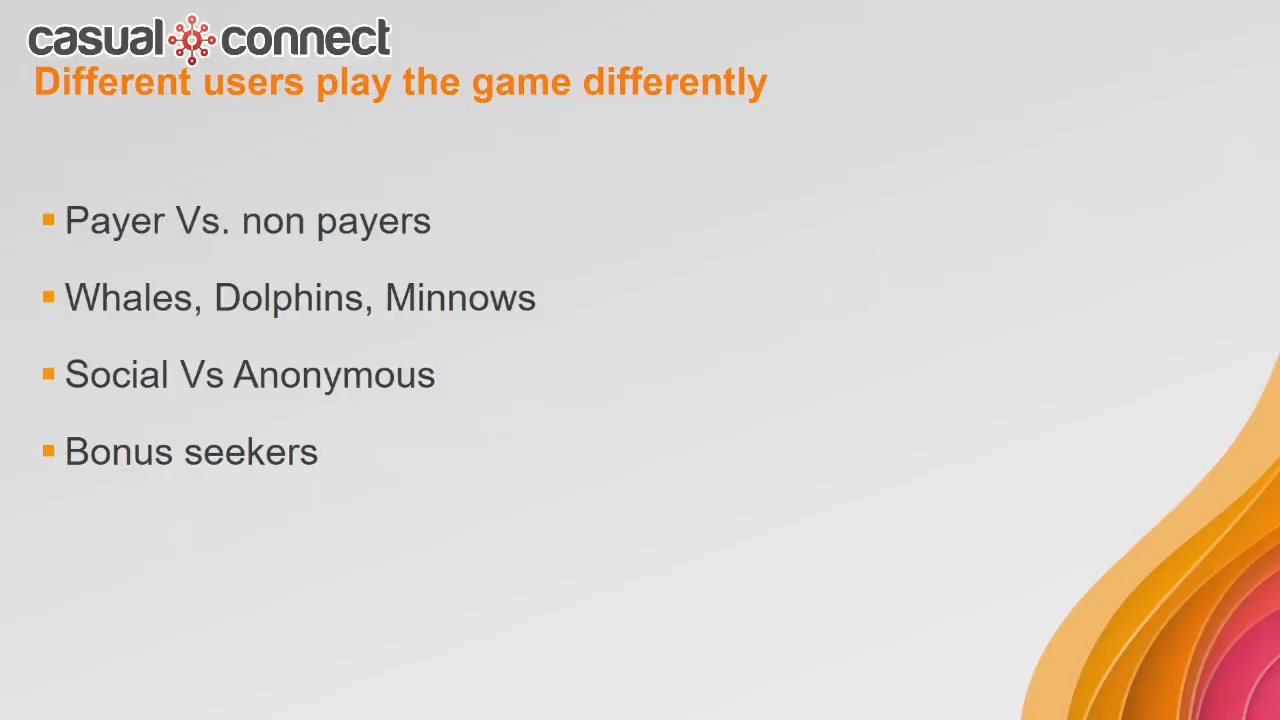 casual connect
Different users play the game differently
Payer Vs. non payers
Whales, Dolphins, Minnows
Social Vs Anonymous
Bonus seekers